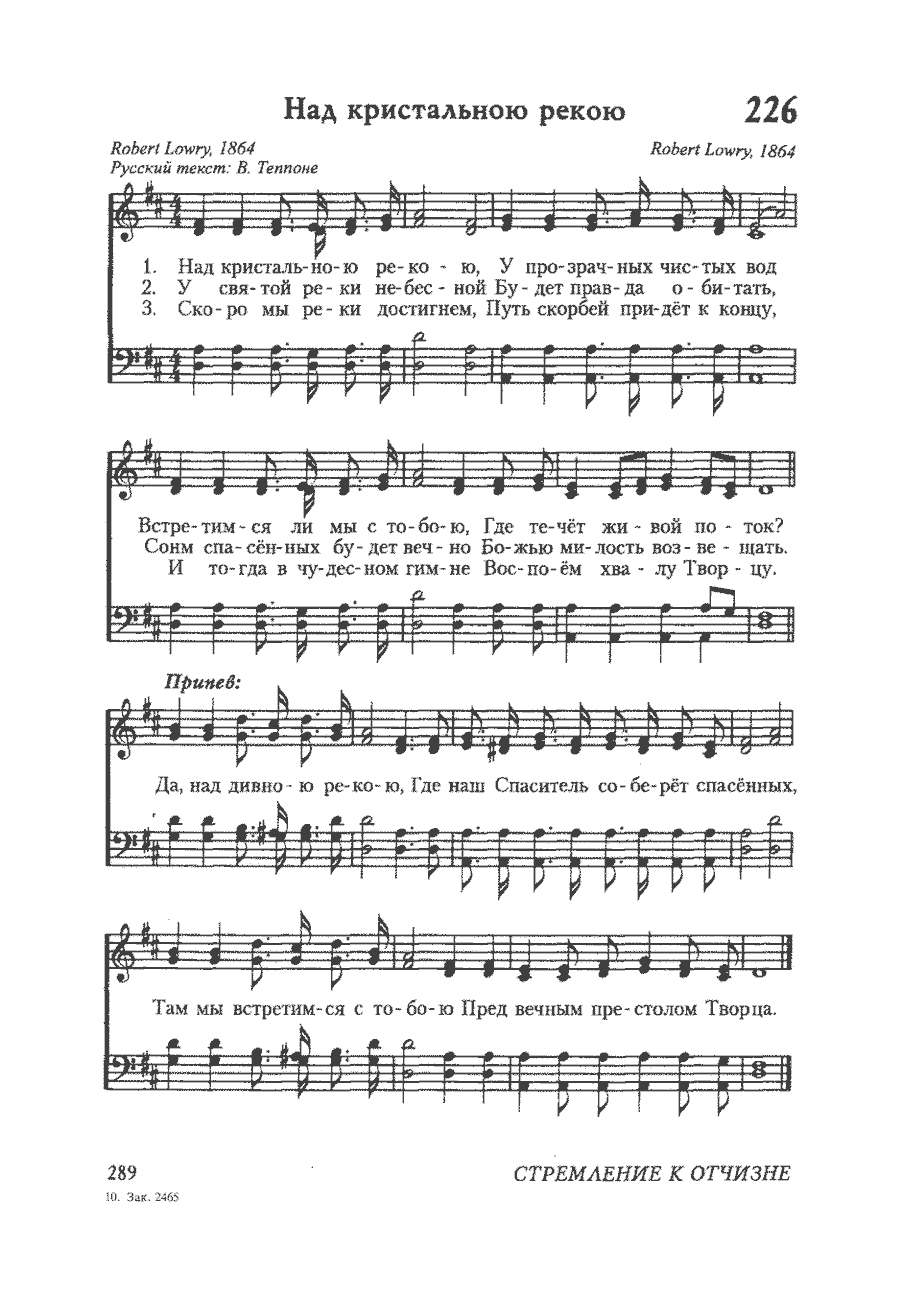 Над кристальною рекою 226
Robert Lowry, 1864 Robert Lowry, 1864
Русский текст: В. Теппоне
1. Над кристаль-но-ю ре-ко - ю, У про-зрач-ных чис-тых вод
2. У свя-той ре-ки не-бес - ной Бу-дет прав-да о-би-тать,
3. Ско-ро мы ре-ки достигнем, Путь скорбей при-дёт к концу,
Встре-тим-ся ли мы с то-бо-ю, Где те-чёт жи-вой по - ток?
Сонм спа-сён-ных бу-дет веч-но Бо-жью ми-лость воз-ве - щать.
И то-гда в чу-дес-ном гим-не Вос-по-ём хва - лу Твор - цу.
Припев:
Да, над дивно - ю ре-ко-ю, Где наш Спаситель со-бе-рёт спасённых,
Там мы встретим-ся с то-бо-ю Пред вечным пре-столом Творца.
289 СТРЕМЛЕНИЕ К ОТЧИЗНЕ
10. Зак. 2465